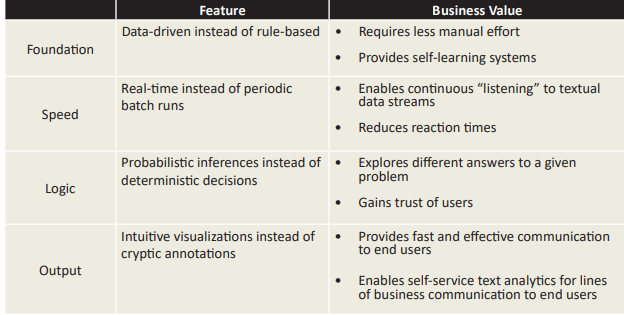 Feature
Business Value
Foundation
Data-driven instead of rule-based
• Requires less manual effort
• Provides self-learning systems
Speed
Real-time instead of periodic
batch runs
• Enables continuous “listening” to textual
data streams
• Reduces reaction times
Logic
Probabilistic inferences instead of
deterministic decisions
• Explores different answers to a given
problem
• Gains trust of users
Output
Intuitive visualizations instead of
cryptic annotations
• Provides fast and effective communication
to end users
• Enables self-service text analytics for lines
of business communication to end users